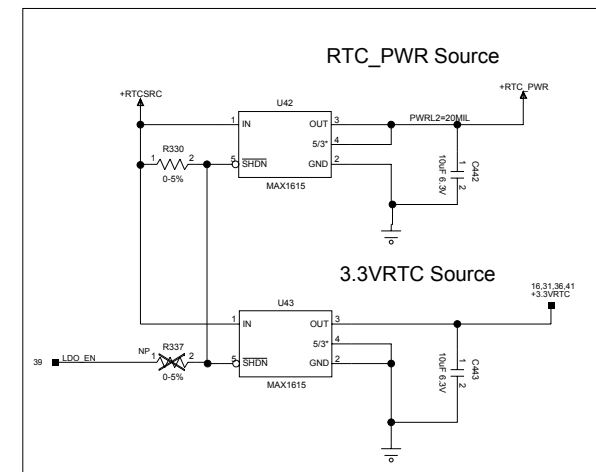 RTC_PWR Source
+RTCSRC
+RTC_PWR
U42
1 IN OUT 3 PWRL2=20MIL
5/3* 4
R330
1 2
0-5%
5 SHDN GND 2
MAX1615
C442
1
2
10uF 6.3V
3.3VRTC Source
16,31,36,41
+3.3VRTC
U43
1 IN OUT 3
5/3* 4
39 LDO_EN NP 1 R337 2
0-5%
5 SHDN GND 2
MAX1615
C443
1
2
10uF 6.3V